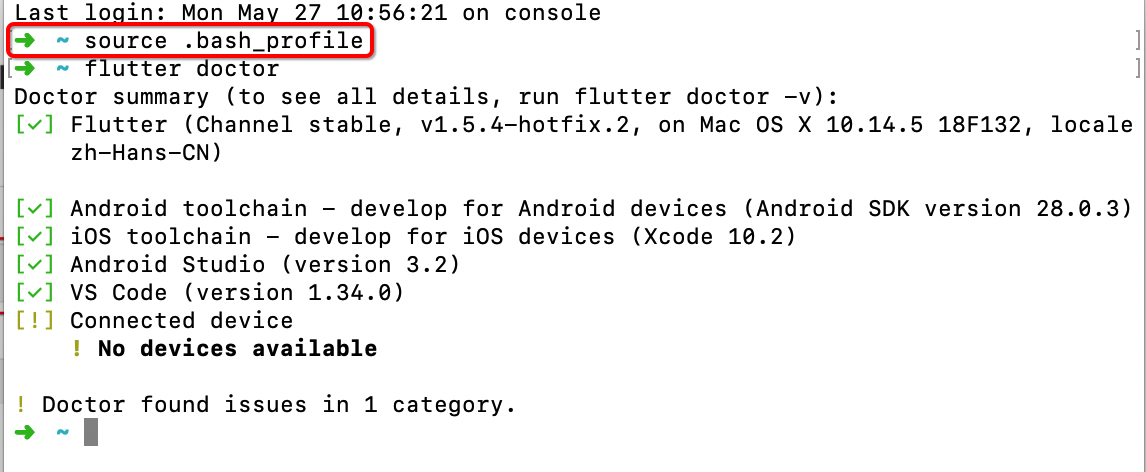 Last login: Mon May 27 10:56:21 on console
[➜  ~ source .bash_profile ]
[➜  ~ flutter doctor ]
Doctor summary (to see all details, run flutter doctor -v):
[✓] Flutter (Channel stable, v1.5.4-hotfix.2, on Mac OS X 10.14.5 18F132, locale
zh-Hans-CN)
[✓] Android toolchain - develop for Android devices (Android SDK version 28.0.3)
[✓] iOS toolchain - develop for iOS devices (Xcode 10.2)
[✓] Android Studio (version 3.2)
[✓] VS Code (version 1.34.0)
[!] Connected device
! No devices available
! Doctor found issues in 1 category.
➜  ~